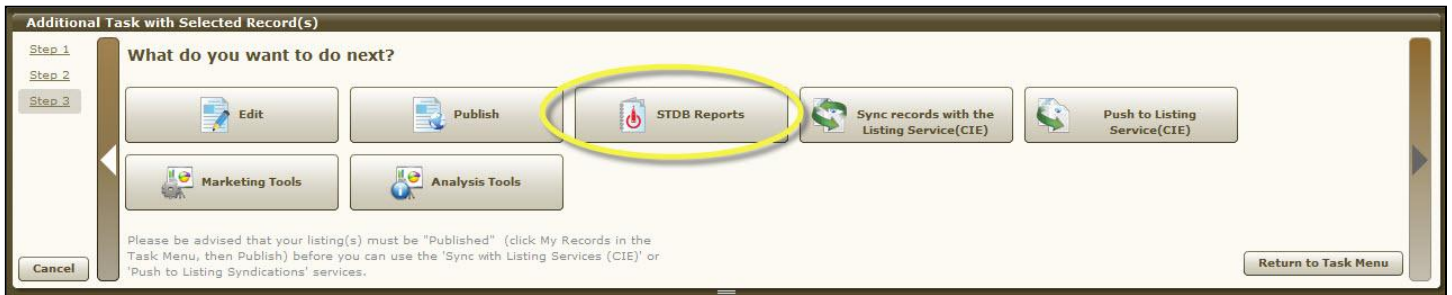 Additional Task with Selected Record(s)
Step 1
Step 2
Step 3
What do you want to do next?
Edit
Publish
STDB Reports
Sync records with the
Listing Service(CIE)
Push to Listing
Service(CIE)
Marketing Tools
Analysis Tools
Please be advised that your listing(s) must be "Published" (click My Records in the
Task Menu, then Publish) before you can use the 'Sync with Listing Services (CIE)' or
'Push to Listing Syndications' services.
Cancel
Return to Task Menu